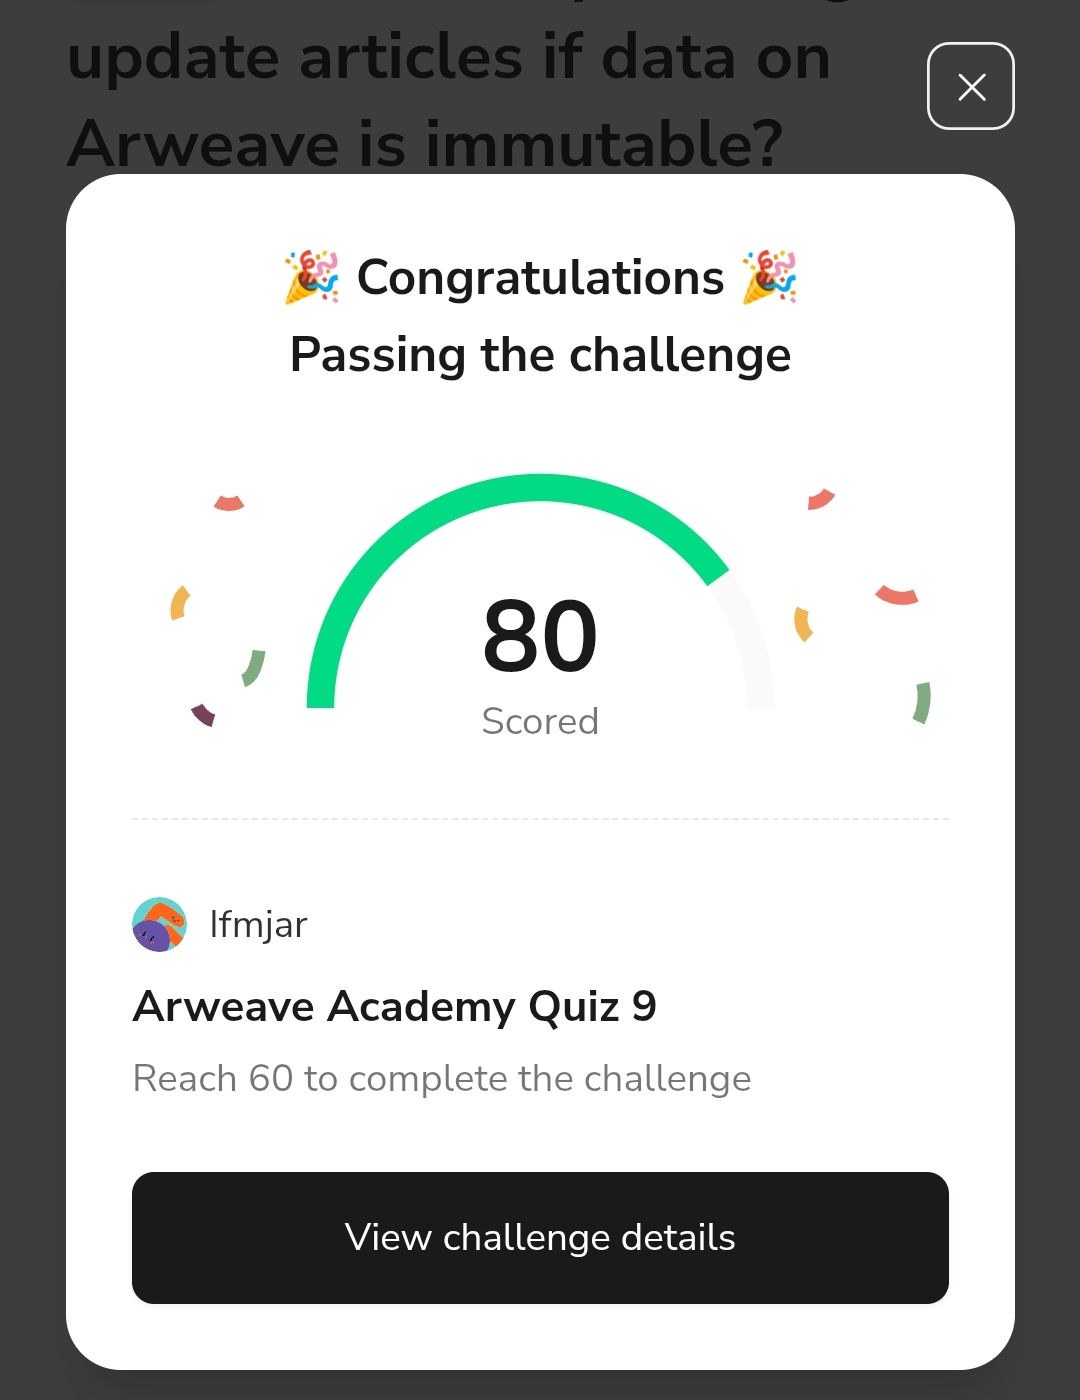 update articles if data on
Arweave is immutable?
🎉 Congratulations 🎉
Passing the challenge
80
Scored
lfmjar
Arweave Academy Quiz 9
Reach 60 to complete the challenge
View challenge details